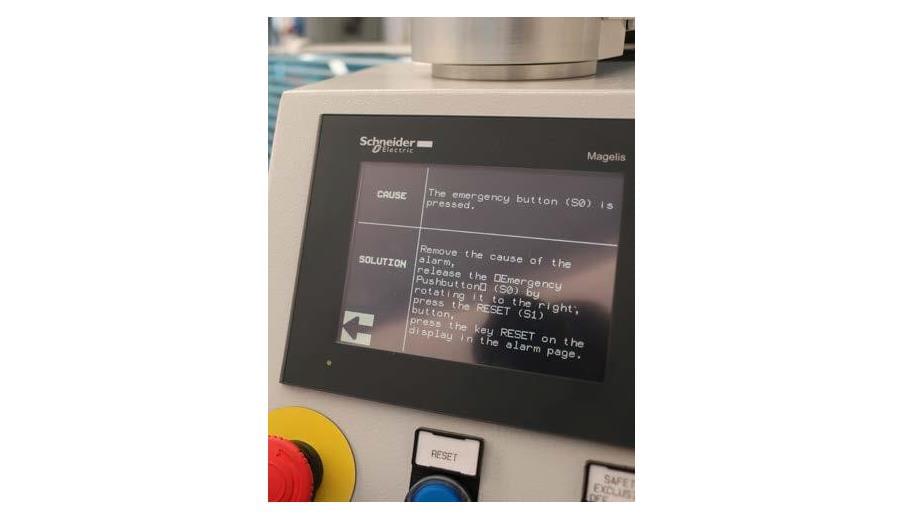 Schneider
Electric
Magelis
CAUSE
The emergency button (S0) is
pressed.
SOLUTION
Remove the cause of the
alarm,
release the ▯Emergency
Pushbutton▯ (S0) by
rotating it to the right,
press the RESET (S1)
button,
press the key RESET on the
display in the alarm page.
RESET